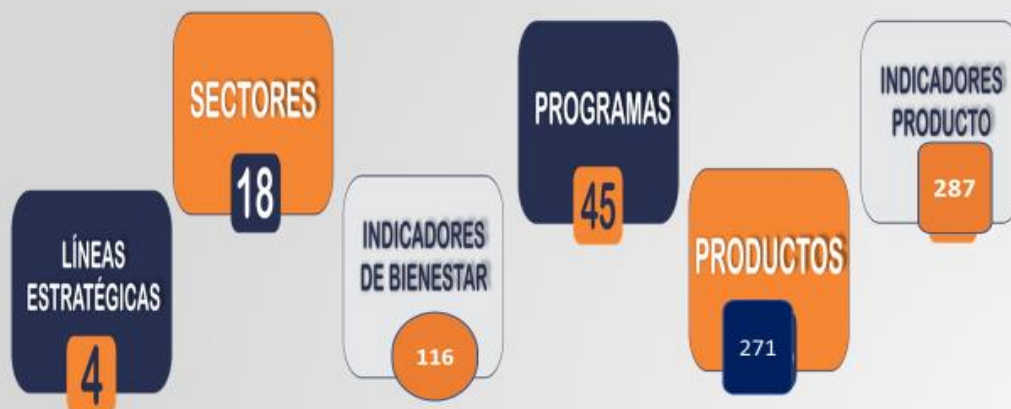 LÍNEAS
ESTRATÉGICAS
4
SECTORES
18
INDICADORES
DE BIENESTAR
116
PROGRAMAS
45
PRODUCTOS
271
INDICADORES
PRODUCTO
287